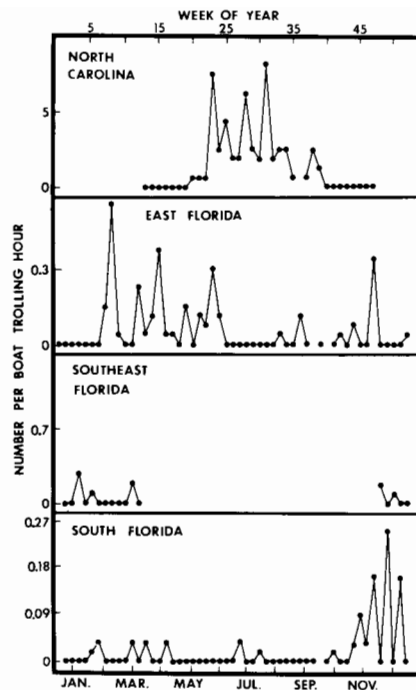 WEEK OF YEAR
5 15 25 35 45
NORTH
CAROLINA
5
0
EAST FLORIDA
0.3
0
SOUTHEAST
FLORIDA
0.7
0
SOUTH FLORIDA
0.27
0.18
0.09
0
NUMBER PER BOAT TROLLING HOUR
JAN. MAR. MAY JUL. SEP. NOV.